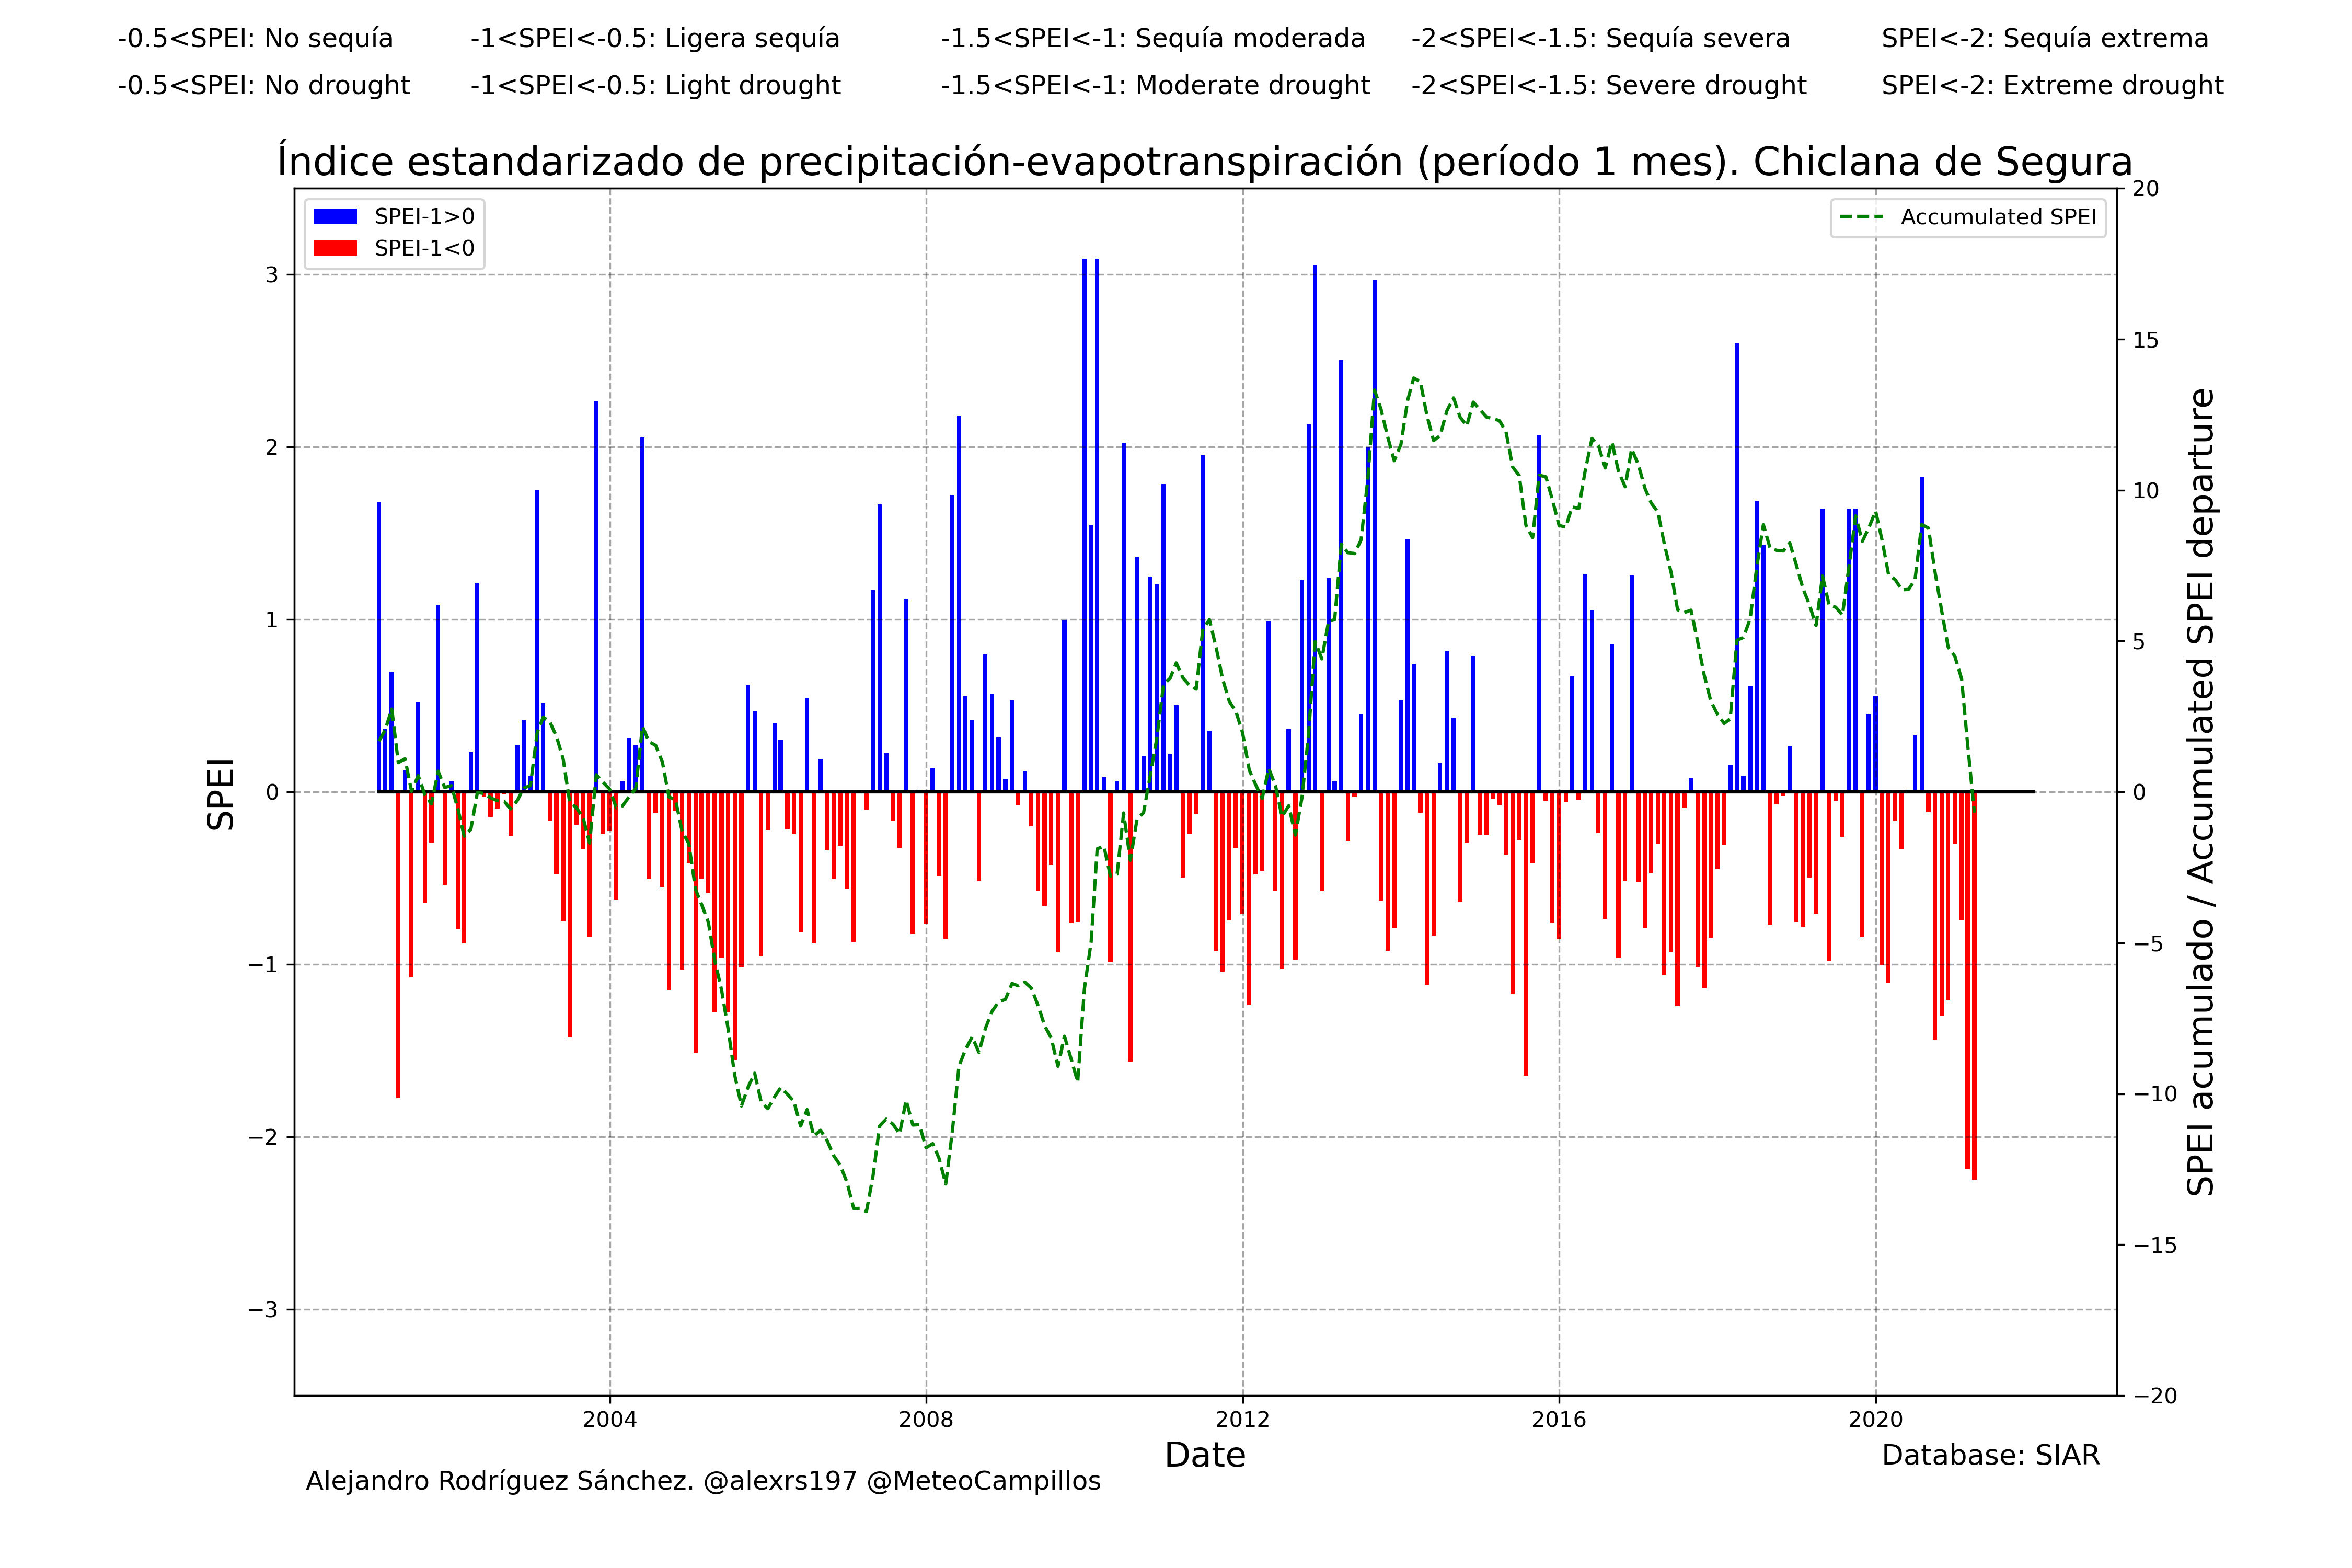 -0.5<SPEI: No sequía -1<SPEI<-0.5: Ligera sequía -1.5<SPEI<-1: Sequía moderada -2<SPEI<-1.5: Sequía severa SPEI<-2: Sequía extrema
-0.5<SPEI: No drought -1<SPEI<-0.5: Light drought -1.5<SPEI<-1: Moderate drought -2<SPEI<-1.5: Severe drought SPEI<-2: Extreme drought
Índice estandarizado de precipitación-evapotranspiración (período 1 mes). Chiclana de Segura
SPEI-1>0
SPEI-1<0
Accumulated SPEI
SPEI
3
2
1
0
−1
−2
−3
20
15
10
5
0
−5
−10
−15
−20
SPEI acumulado / Accumulated SPEI departure
2004 2008 2012 2016 2020
Date
Database: SIAR
Alejandro Rodríguez Sánchez. @alexrs197 @MeteoCampillos